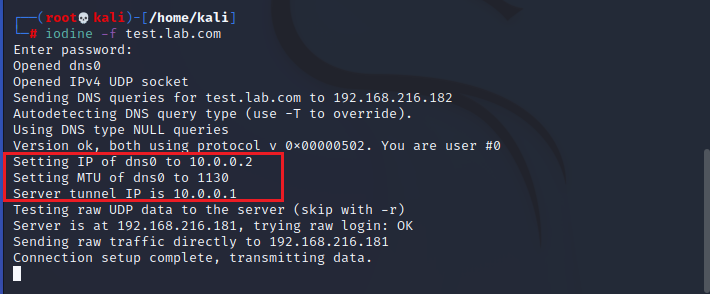 ┌──(root💀kali)-[/home/kali]
└─# iodine -f test.lab.com
Enter password:
Opened dns0
Opened IPv4 UDP socket
Sending DNS queries for test.lab.com to 192.168.216.182
Autodetecting DNS query type (use -T to override).
Using DNS type NULL queries
Version ok, both using protocol v 0x00000502. You are user #0
Setting IP of dns0 to 10.0.0.2
Setting MTU of dns0 to 1130
Server tunnel IP is 10.0.0.1
Testing raw UDP data to the server (skip with -r)
Server is at 192.168.216.181, trying raw login: OK
Sending raw traffic directly to 192.168.216.181
Connection setup complete, transmitting data.